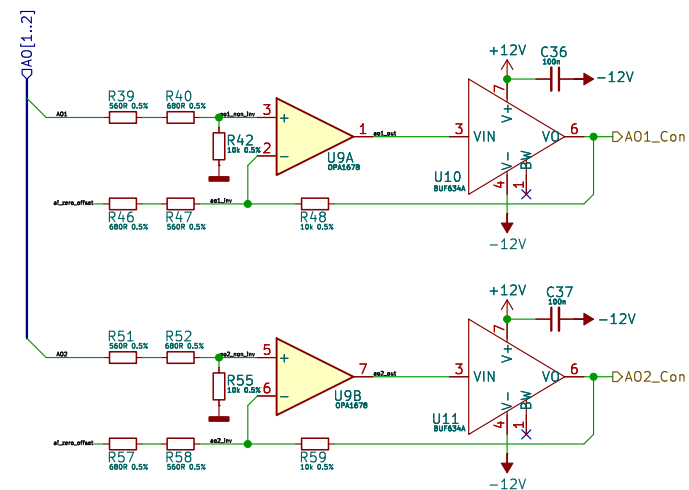 AO[1..2]
+12V
C36
100n
-12V
R39
560R 0.5%
R40
680R 0.5%
AO1
ao1_non_inv
3
+
R42
10k 0.5%
2
-
1
ao1_out
U9A
OPA1678
3
VIN
7
V+
VO
6
AO1_Con
V-
BW
4
1
U10
BUF634A
a1_zero_offset
R46
680R 0.5%
R47
560R 0.5%
ao1_inv
R48
10k 0.5%
-12V
+12V
C37
100n
-12V
R51
560R 0.5%
R52
680R 0.5%
AO2
ao2_non_inv
5
+
R55
10k 0.5%
6
-
7
ao2_out
U9B
OPA1678
3
VIN
7
V+
VO
6
AO2_Con
V-
BW
4
1
U11
BUF634A
a1_zero_offset
R57
680R 0.5%
R58
560R 0.5%
ao2_inv
R59
10k 0.5%
-12V